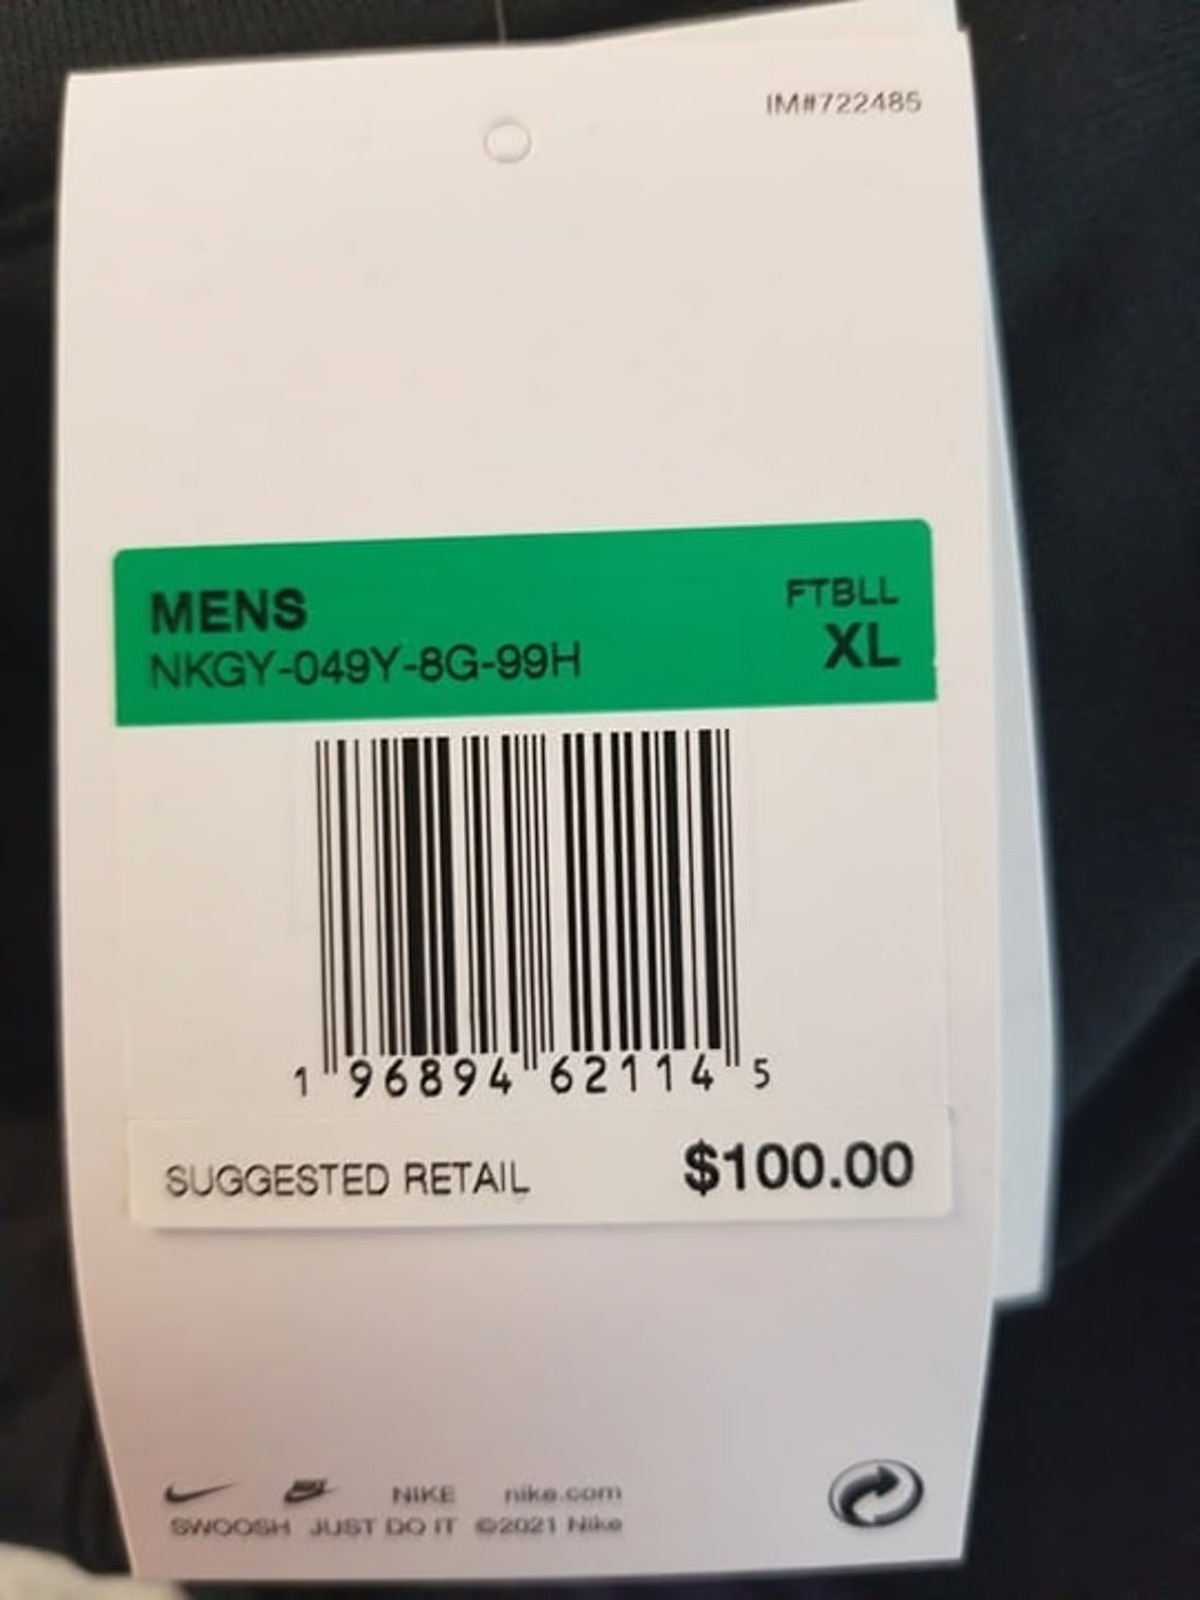 IM#722485
MENS
FTBLL
NKGY-049Y-8G-99H
XL
1 96894 62114 5
SUGGESTED RETAIL $100.00
NIKE nike.com
SWOOSH JUST DO IT ©2021 Nike